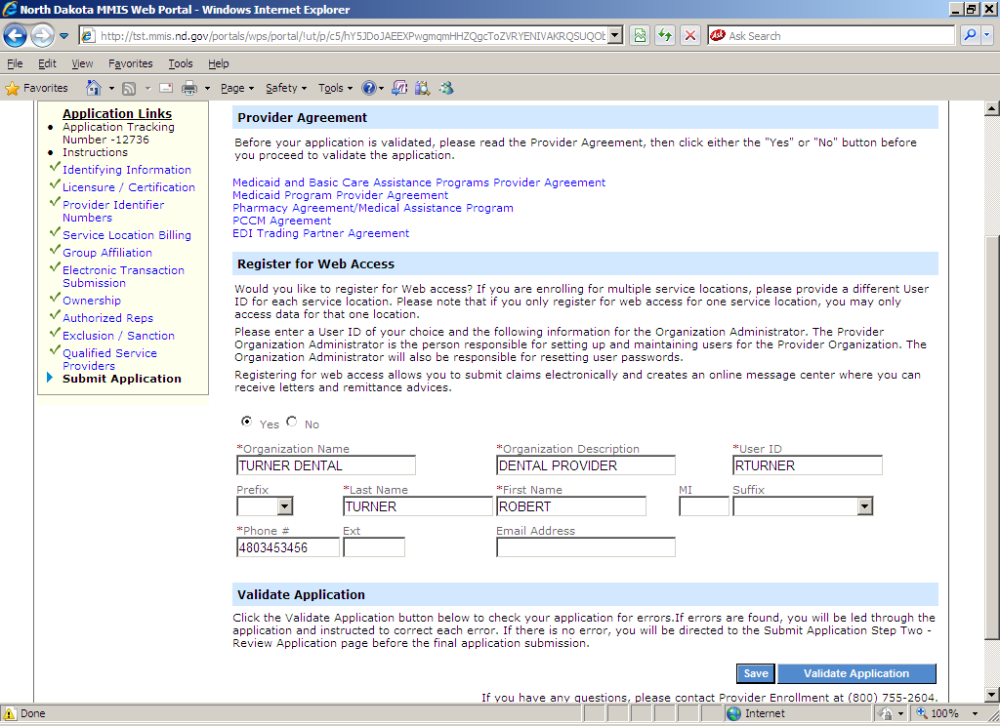 North Dakota MMIS Web Portal - Windows Internet Explorer
http://tst.mmis.nd.gov/portals/wps/portal/!ut/p/c5/
Ask Search
File Edit View Favorites Tools Help
Favorites
Page Safety Tools
Application Links
Application Tracking
Number -12736
Instructions
Identifying Information
Licensure / Certification
Provider Identifier
Numbers
Service Location Billing
Group Affiliation
Electronic Transaction
Submission
Ownership
Authorized Reps
Exclusion / Sanction
Qualified Service
Providers
Submit Application
Provider Agreement
Before your application is validated, please read the Provider Agreement, then click either the "Yes" or "No" button before
you proceed to validate the application.
Medicaid and Basic Care Assistance Programs Provider Agreement
Medicaid Program Provider Agreement
Pharmacy Agreement/Medical Assistance Program
PCCM Agreement
EDI Trading Partner Agreement
Register for Web Access
Would you like to register for Web access? If you are enrolling for multiple service locations, please provide a different User
ID for each service location. Please note that if you only register for web access for one service location, you may only
access data for that one location.
Please enter a User ID of your choice and the following information for the Organization Administrator. The Provider
Organization Administrator is the person responsible for setting up and maintaining users for the Provider Organization. The
Organization Administrator will also be responsible for resetting user passwords.
Registering for web access allows you to submit claims electronically and creates an online message center where you can
receive letters and remittance advices.
Yes No
*Organization Name *Organization Description *User ID
TURNER DENTAL DENTAL PROVIDER RTURNER
Prefix *Last Name *First Name MI Suffix
TURNER ROBERT
*Phone # Ext Email Address
4803453456
Validate Application
Click the Validate Application button below to check your application for errors.If errors are found, you will be led through the
application and instructed to correct each error. If there is no error, you will be directed to the Submit Application Step Two -
Review Application page before the final application submission.
Save Validate Application
If you have any questions, please contact Provider Enrollment at (800) 755-2604.
Done Internet 100%